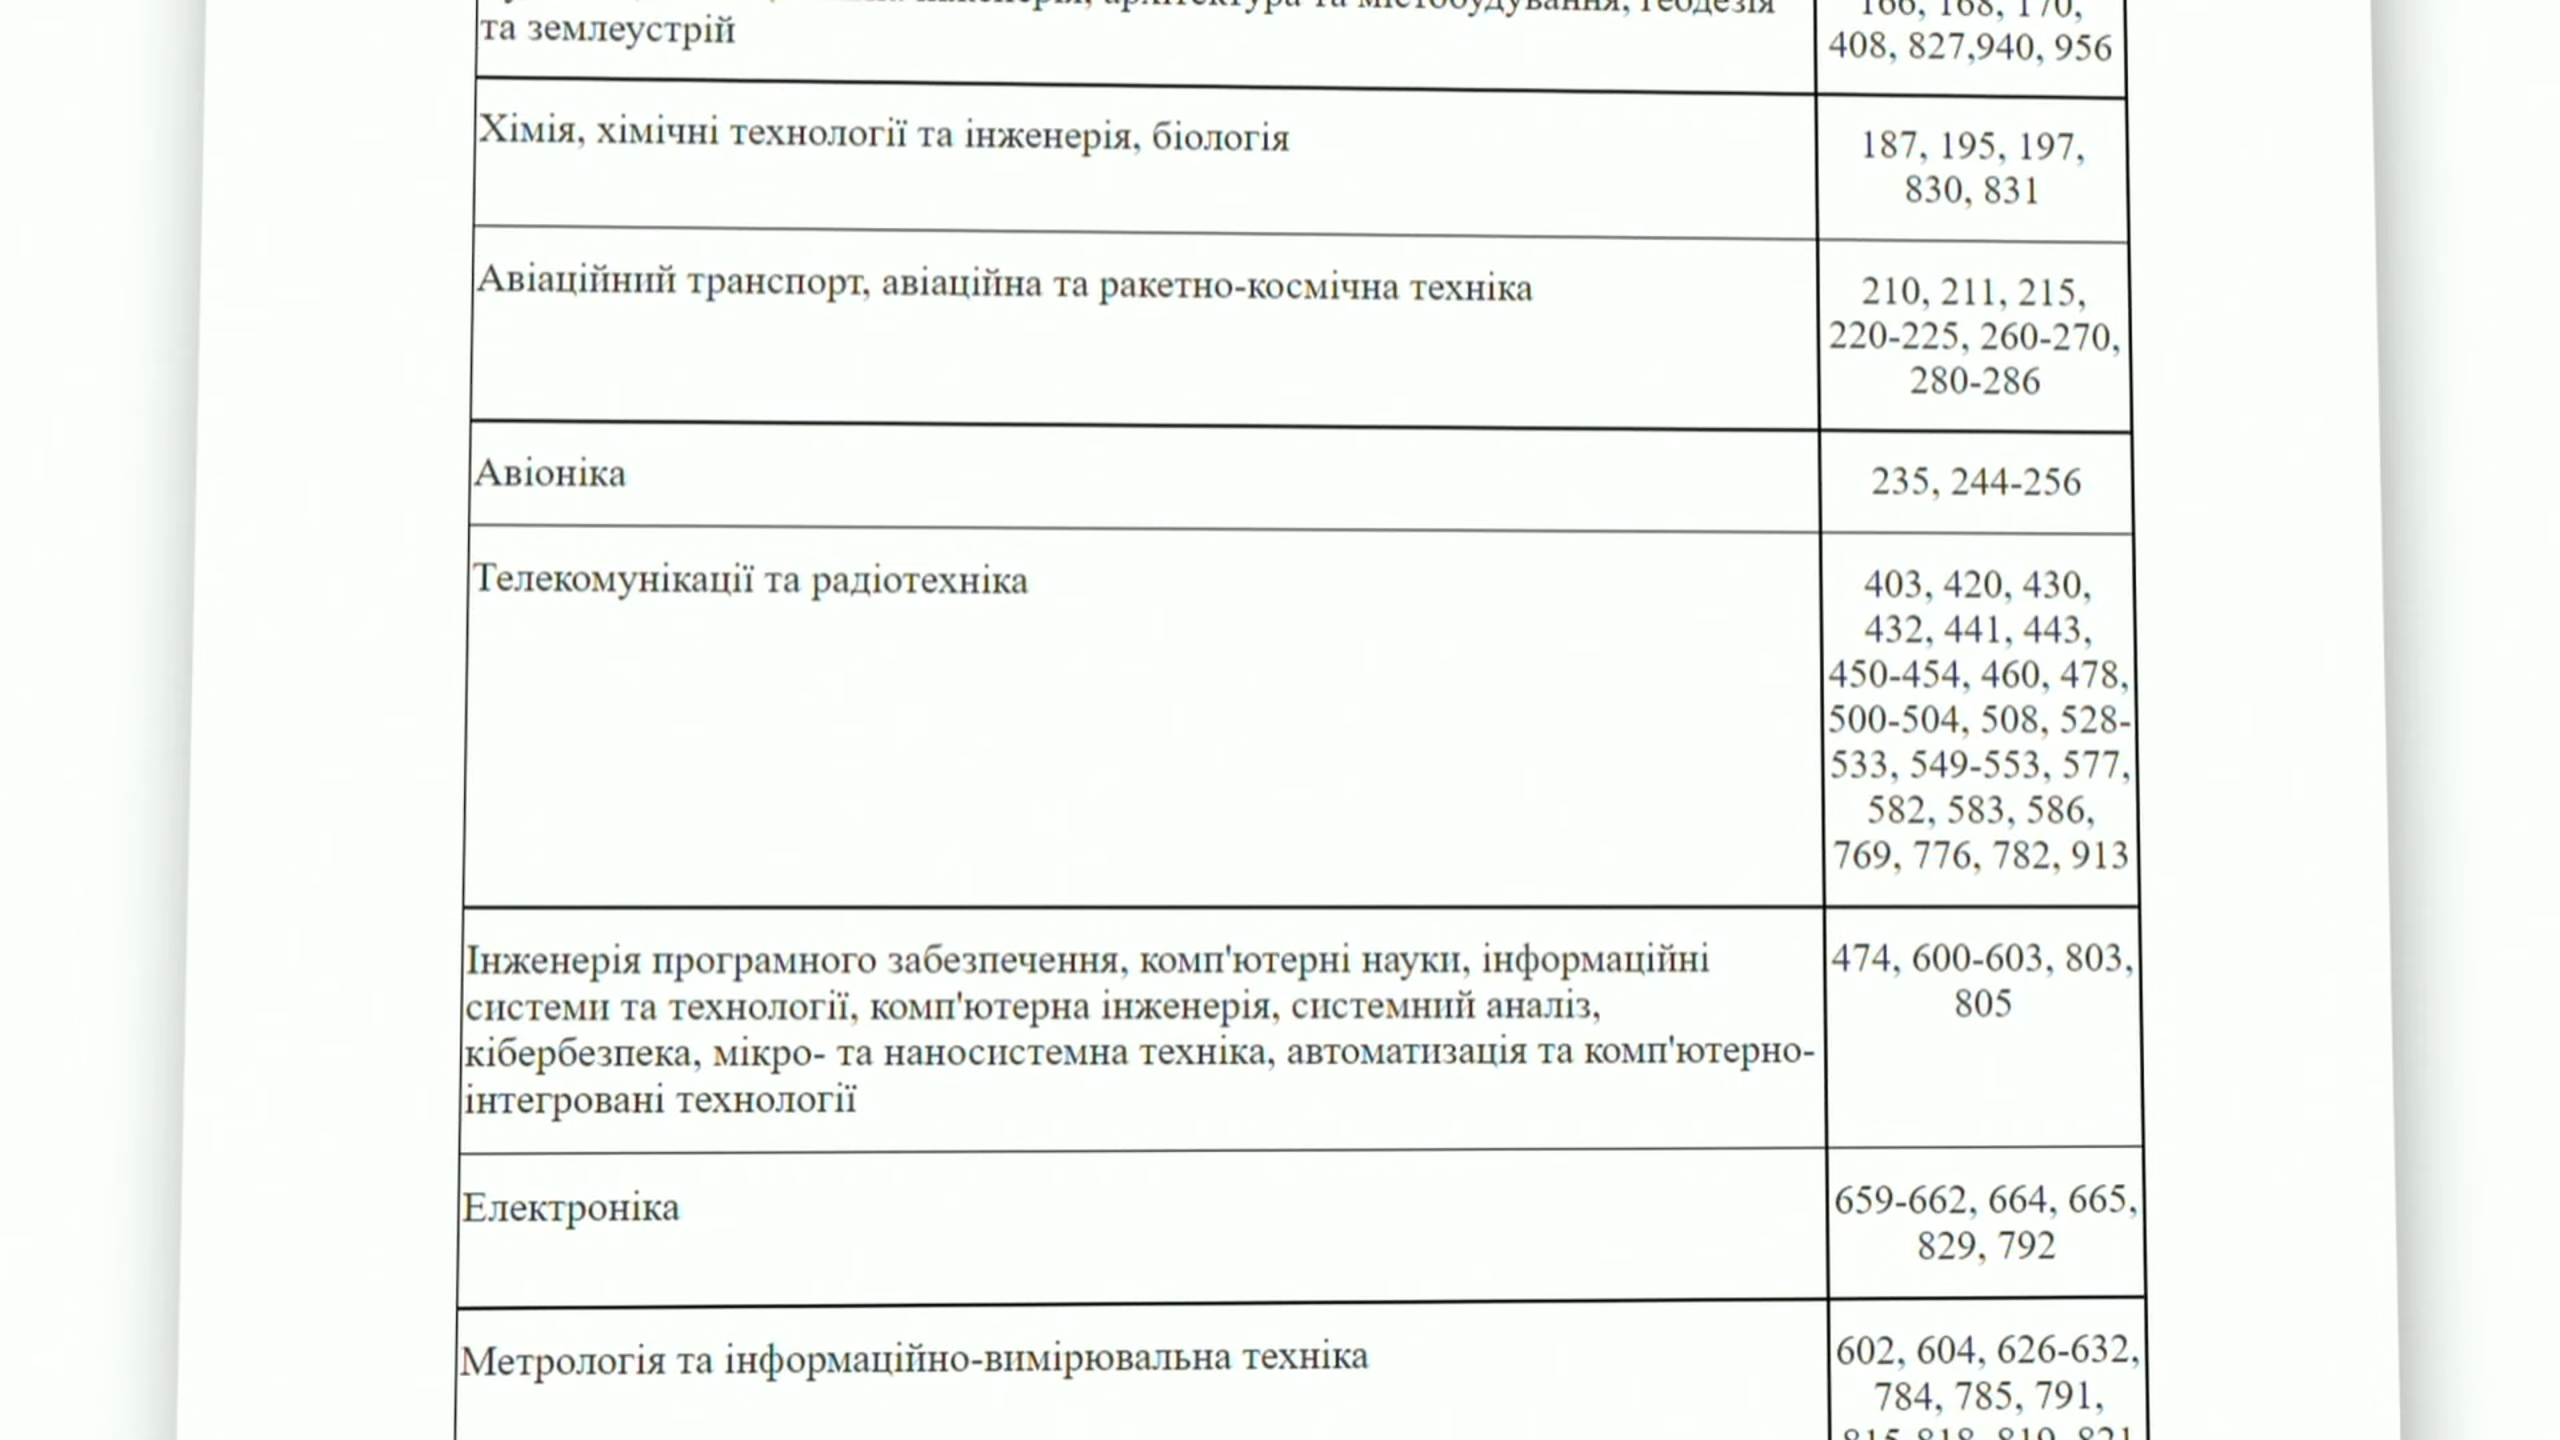 та землеустрій
166, 168, 170,
408, 827,940, 956
Хімія, хімічні технології та інженерія, біологія
187, 195, 197,
830, 831
Авіаційний транспорт, авіаційна та ракетно-космічна техніка
210, 211, 215,
220-225, 260-270,
280-286
Авіоніка
235, 244-256
Телекомунікації та радіотехніка
403, 420, 430,
432, 441, 443,
450-454, 460, 478,
500-504, 508, 528-
533, 549-553, 577,
582, 583, 586,
769, 776, 782, 913
Інженерія програмного забезпечення, комп'ютерні науки, інформаційні
системи та технології, комп'ютерна інженерія, системний аналіз,
кібербезпека, мікро- та наносистемна техніка, автоматизація та комп'ютерно-
інтегровані технології
474, 600-603, 803,
805
Електроніка
659-662, 664, 665,
829, 792
Метрологія та інформаційно-вимірювальна техніка
602, 604, 626-632,
784, 785, 791,